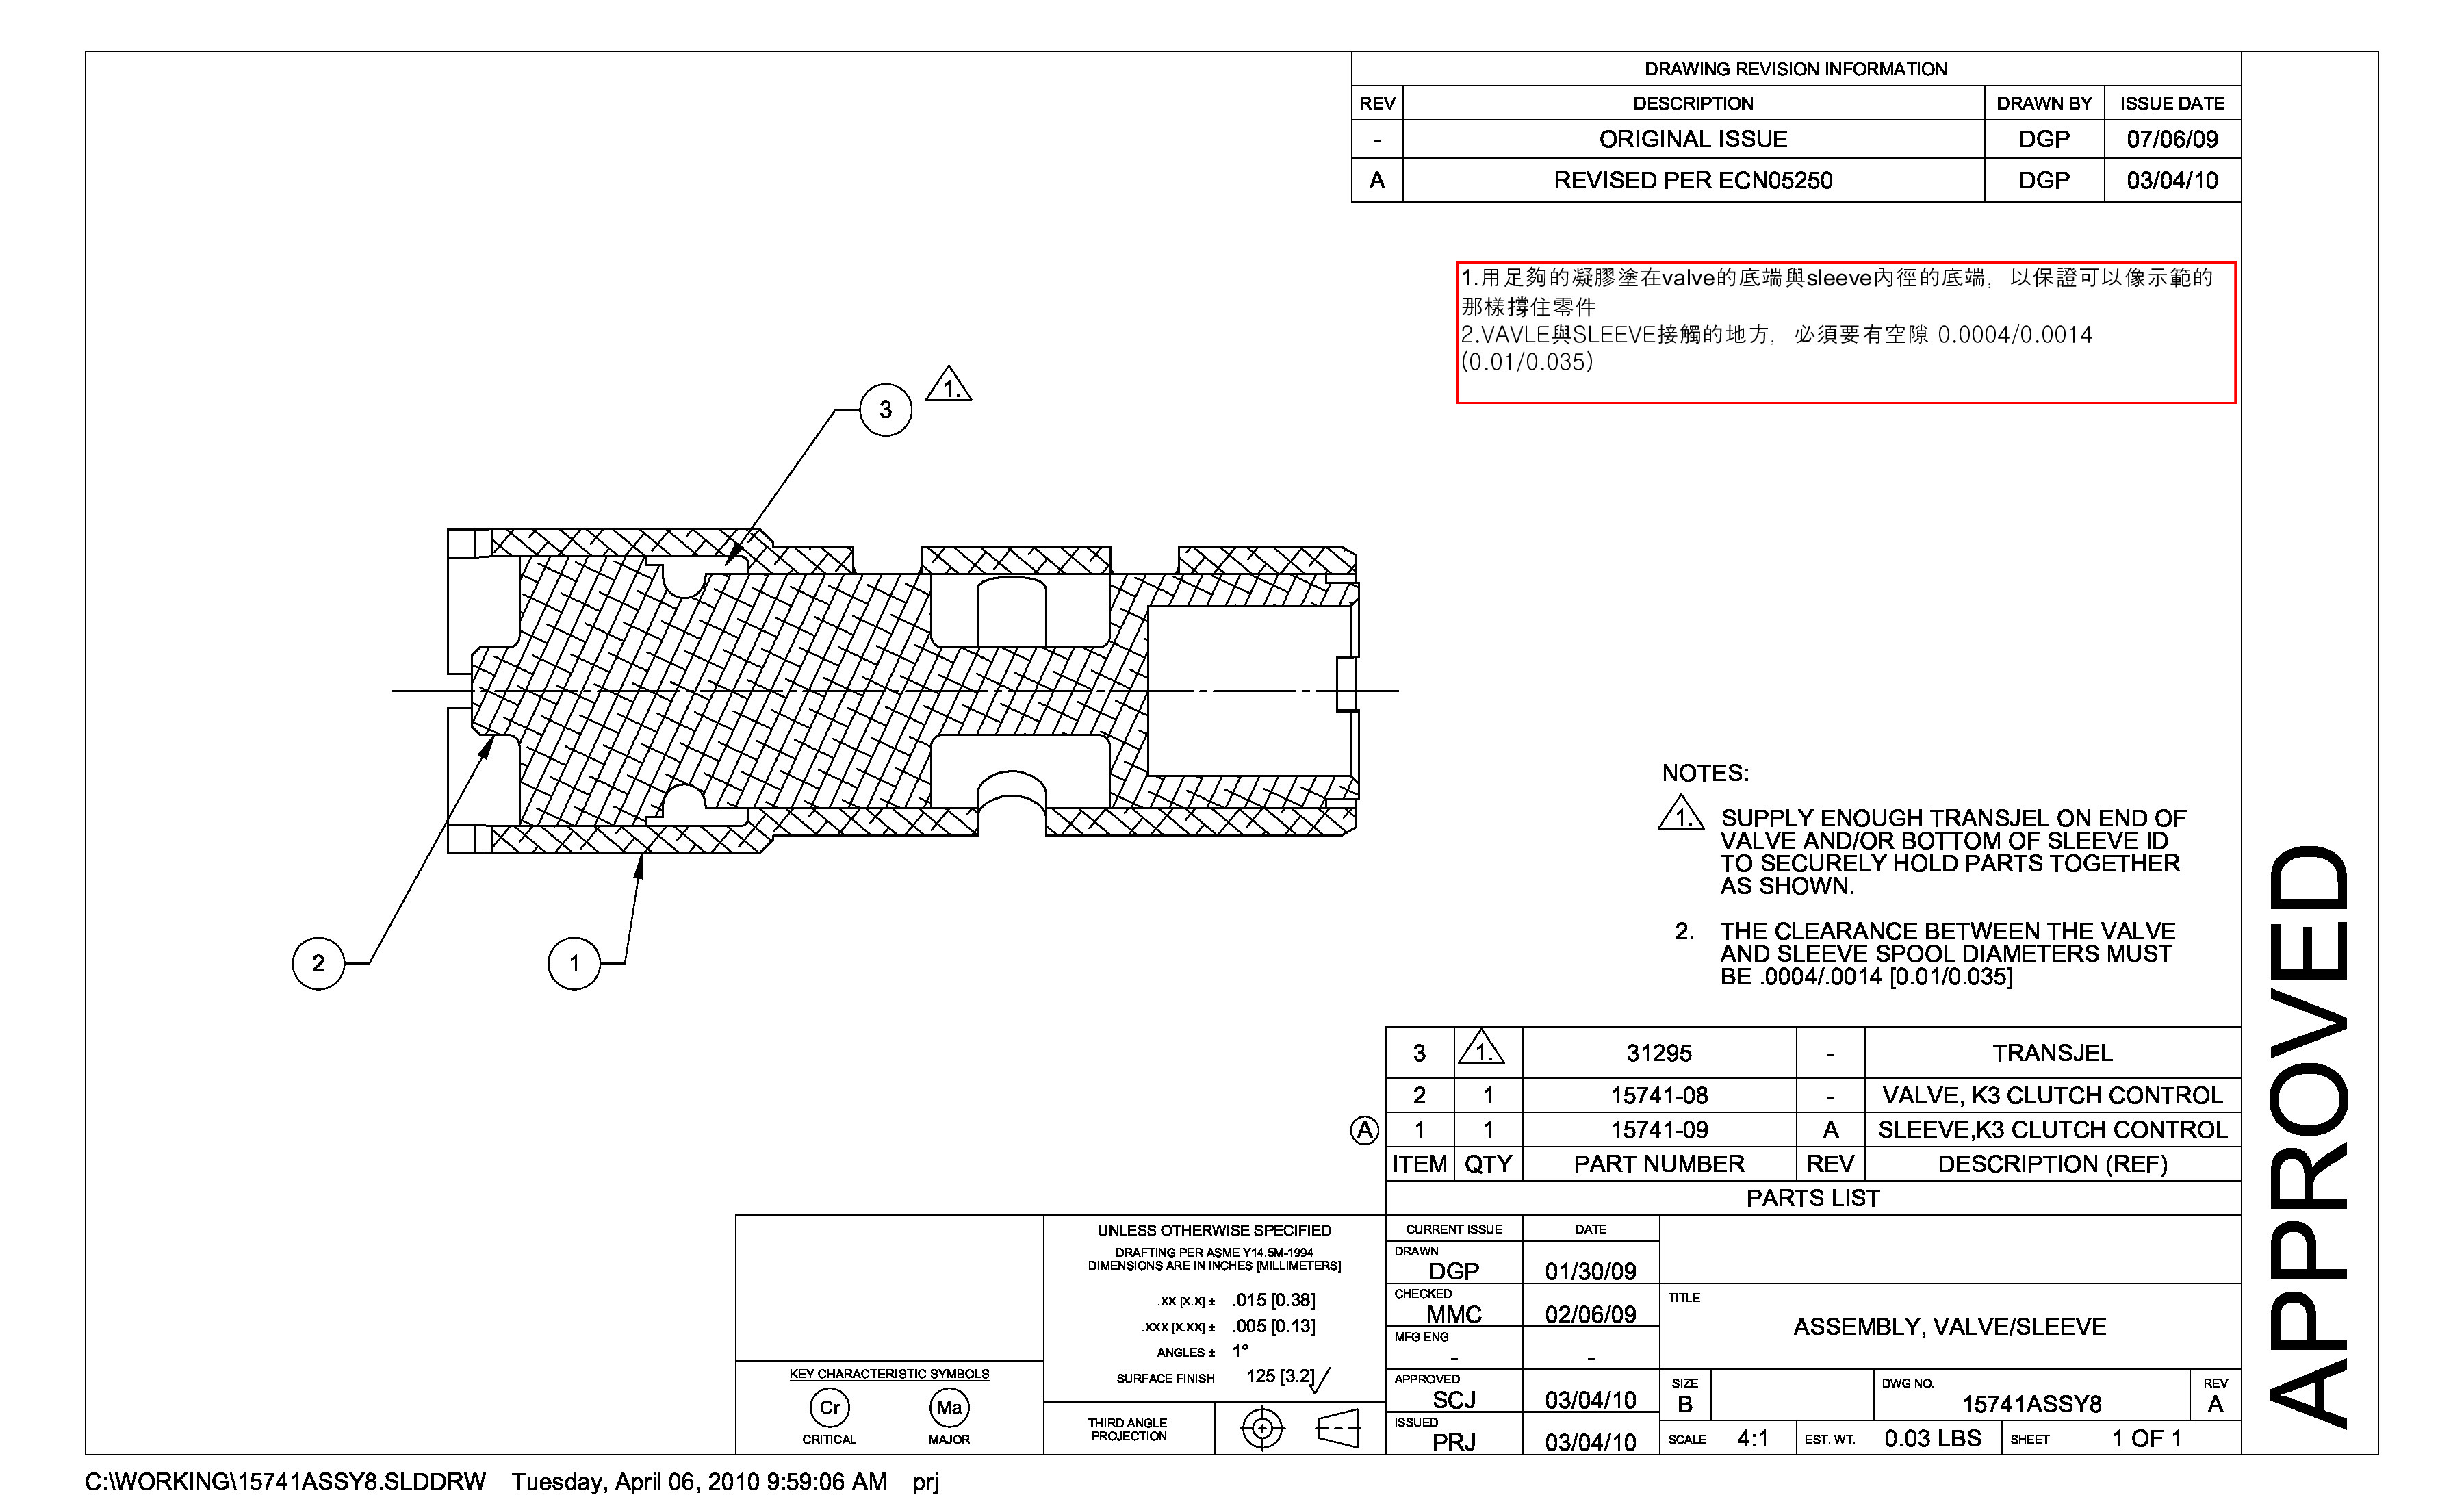 DRAWING REVISION INFORMATION
REV DESCRIPTION DRAWN BY ISSUE DATE
- ORIGINAL ISSUE DGP 07/06/09
A REVISED PER ECN05250 DGP 03/04/10
1.用足夠的凝膠塗在valve的底端與sleeve內徑的底端，以保證可以像示範的
那樣撐住零件
2.VAVLE與SLEEVE接觸的地方，必須要有空隙 0.0004/0.0014
(0.01/0.035)
3 1.
2 1
NOTES:
1. SUPPLY ENOUGH TRANSJEL ON END OF
VALVE AND/OR BOTTOM OF SLEEVE ID
TO SECURELY HOLD PARTS TOGETHER
AS SHOWN.
2. THE CLEARANCE BETWEEN THE VALVE
AND SLEEVE SPOOL DIAMETERS MUST
BE .0004/.0014 [0.01/0.035]
3 1. 31295 - TRANSJEL
2 1 15741-08 - VALVE, K3 CLUTCH CONTROL
A 1 1 15741-09 A SLEEVE,K3 CLUTCH CONTROL
ITEM QTY PART NUMBER REV DESCRIPTION (REF)
PARTS LIST
UNLESS OTHERWISE SPECIFIED
DRAFTING PER ASME Y14.5M-1994
DIMENSIONS ARE IN INCHES [MILLIMETERS]
.XX [X.X] ± .015 [0.38]
.XXX [X.XX] ± .005 [0.13]
ANGLES ± 1°
SURFACE FINISH 125 [3.2]
KEY CHARACTERISTIC SYMBOLS
Cr Ma
CRITICAL MAJOR
THIRD ANGLE
PROJECTION
CURRENT ISSUE DATE
DRAWN
DGP 01/30/09
CHECKED
MMC 02/06/09
MFG ENG
- -
APPROVED
SCJ 03/04/10
ISSUED
PRJ 03/04/10
TITLE
ASSEMBLY, VALVE/SLEEVE
SIZE DWG NO. REV
B 15741ASSY8 A
SCALE 4:1 EST. WT. 0.03 LBS SHEET 1 OF 1
APPROVED
C:\WORKING\15741ASSY8.SLDDRW Tuesday, April 06, 2010 9:59:06 AM prj